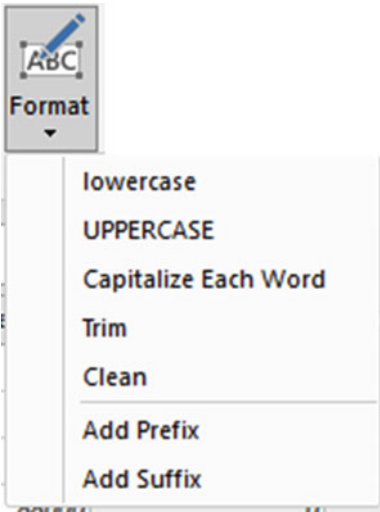 ABC
Format
lowercase
UPPERCASE
Capitalize Each Word
Trim
Clean
Add Prefix
Add Suffix